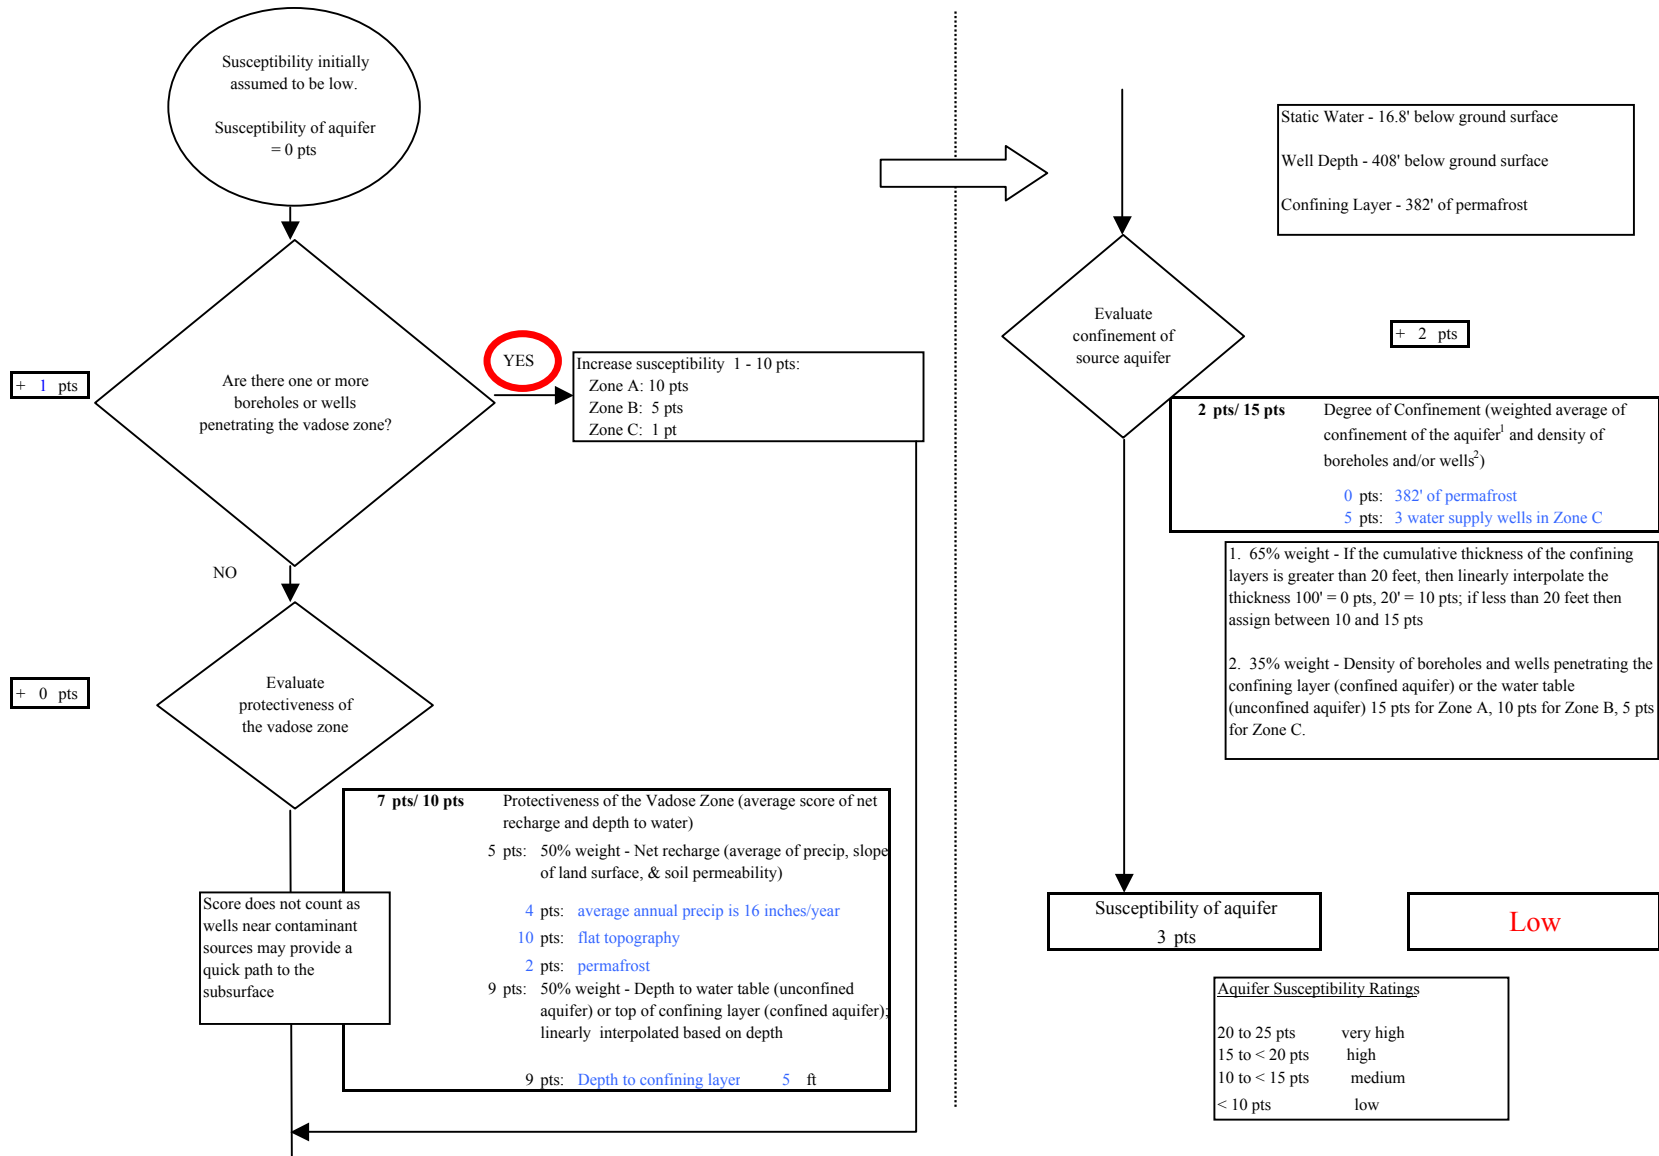 Susceptibility initially
assumed to be low.
Susceptibility of aquifer
= 0 pts
+ 1 pts
Are there one or more
boreholes or wells
penetrating the vadose zone?
YES
Increase susceptibility 1 - 10 pts:
Zone A: 10 pts
Zone B: 5 pts
Zone C: 1 pt
NO
+ 0 pts
Evaluate
protectiveness of
the vadose zone
7 pts/ 10 pts Protectiveness of the Vadose Zone (average score of net
recharge and depth to water)
5 pts: 50% weight - Net recharge (average of precip, slope
of land surface, & soil permeability)
4 pts: average annual precip is 16 inches/year
10 pts: flat topography
2 pts: permafrost
9 pts: 50% weight - Depth to water table (unconfined
aquifer) or top of confining layer (confined aquifer);
linearly interpolated based on depth
9 pts: Depth to confining layer 5 ft
Score does not count as
wells near contaminant
sources may provide a
quick path to the
subsurface
Static Water - 16.8' below ground surface
Well Depth - 408' below ground surface
Confining Layer - 382' of permafrost
Evaluate
confinement of
source aquifer
+ 2 pts
2 pts/ 15 pts Degree of Confinement (weighted average of
confinement of the aquifer1 and density of
boreholes and/or wells2)
0 pts: 382' of permafrost
5 pts: 3 water supply wells in Zone C
1. 65% weight - If the cumulative thickness of the confining
layers is greater than 20 feet, then linearly interpolate the
thickness 100' = 0 pts, 20' = 10 pts; if less than 20 feet then
assign between 10 and 15 pts
2. 35% weight - Density of boreholes and wells penetrating the
confining layer (confined aquifer) or the water table
(unconfined aquifer) 15 pts for Zone A, 10 pts for Zone B, 5 pts
for Zone C.
Susceptibility of aquifer
3 pts
Low
Aquifer Susceptibility Ratings
20 to 25 pts very high
15 to < 20 pts high
10 to < 15 pts medium
< 10 pts low